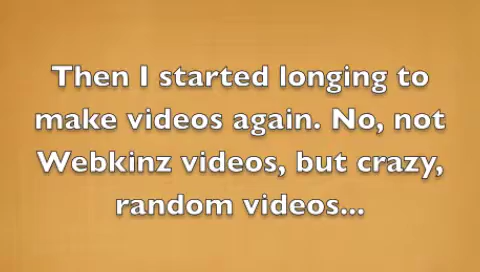 Then I started longing to
make videos again. No, not
Webkinz videos, but crazy,
random videos...